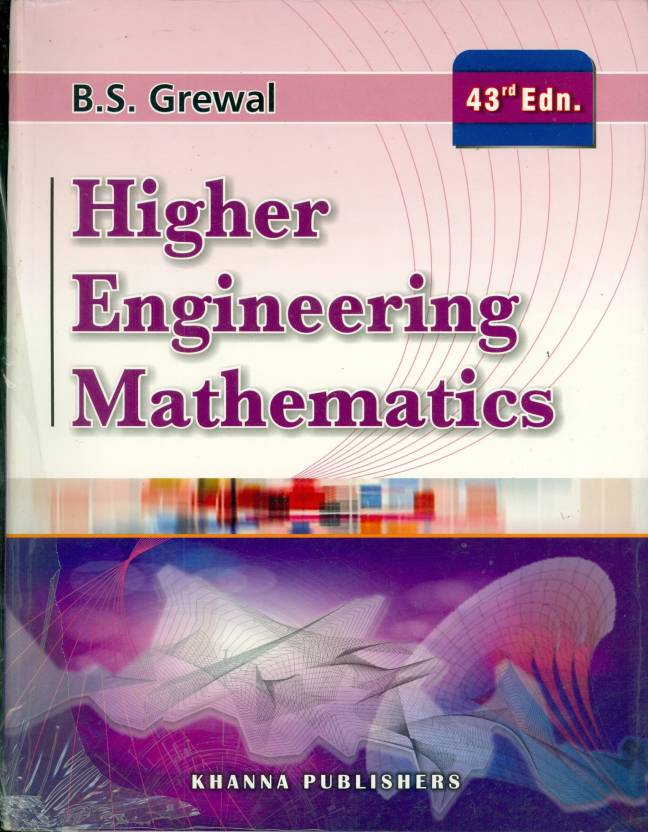 B.S. Grewal
43rd Edn.
Higher
Engineering
Mathematics
KHANNA PUBLISHERS